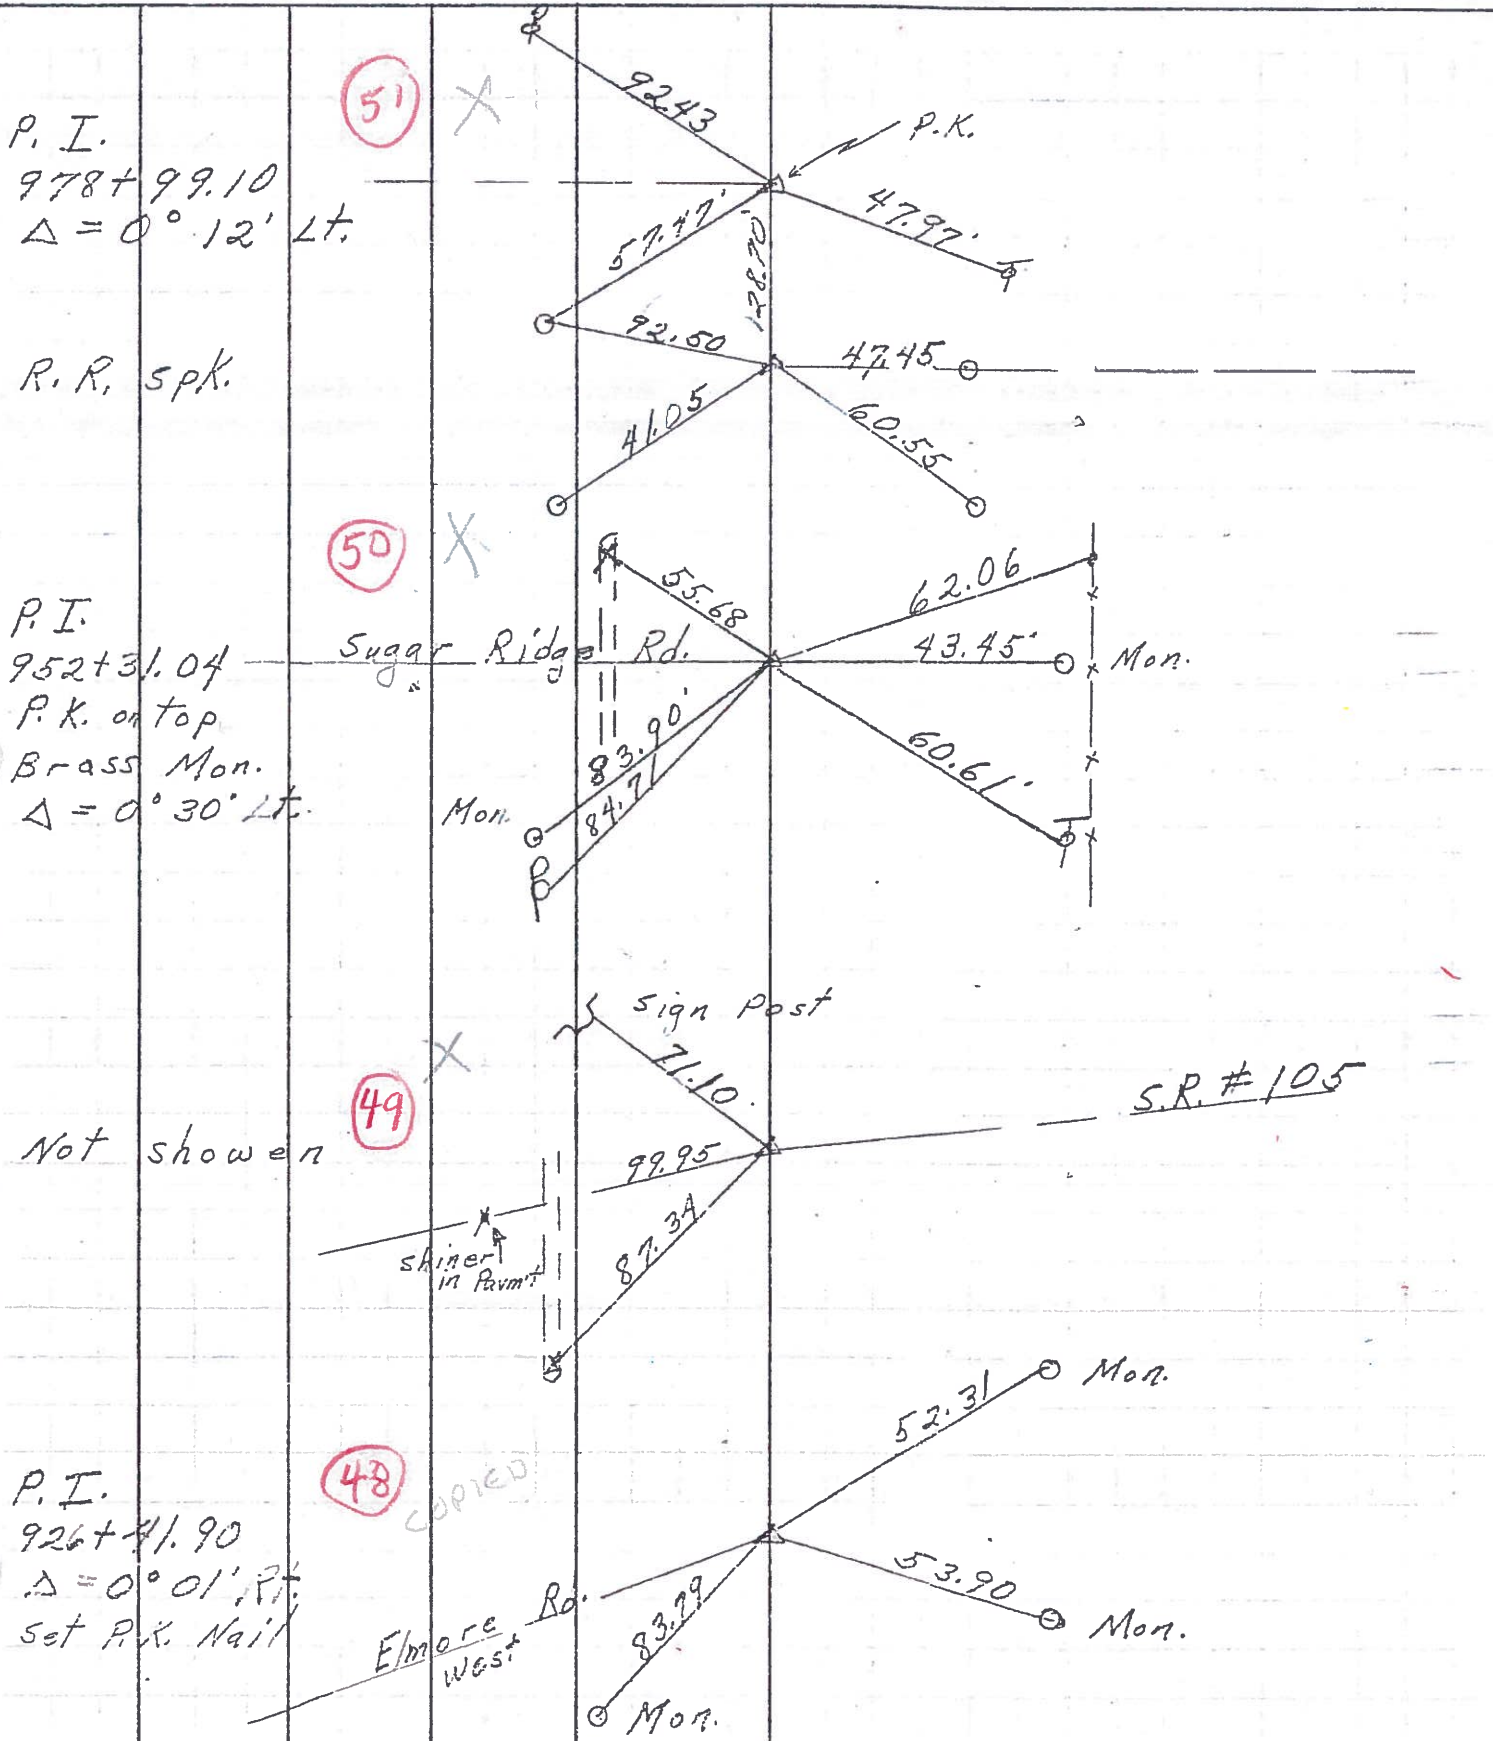 51
92.43
P.K.
P. I.
978+99.10
Δ = 0° 12' Lt.
57.47'
128.70'
47.97'
R.R. spk.
92.50
47.45
41.05
60.55
50
55.68
62.06
P.I.
952+31.04
P.K. on top
Brass Mon.
Δ = 0° 30' Lt.
Sugar Ridge Rd.
43.45'
Mon.
83.90'
84.71'
60.61'
Mon.
Sign Post
71.10
49
S.R. # 105
Not showen
99.95
87.34
shiner
in Pavm't
52.31
Mon.
48
COPIED
P.I.
926+41.90
Δ = 0° 01' Rt.
Set P.K. Nail
53.90
Mon.
Elmore Rd.
West
83.79
Mon.